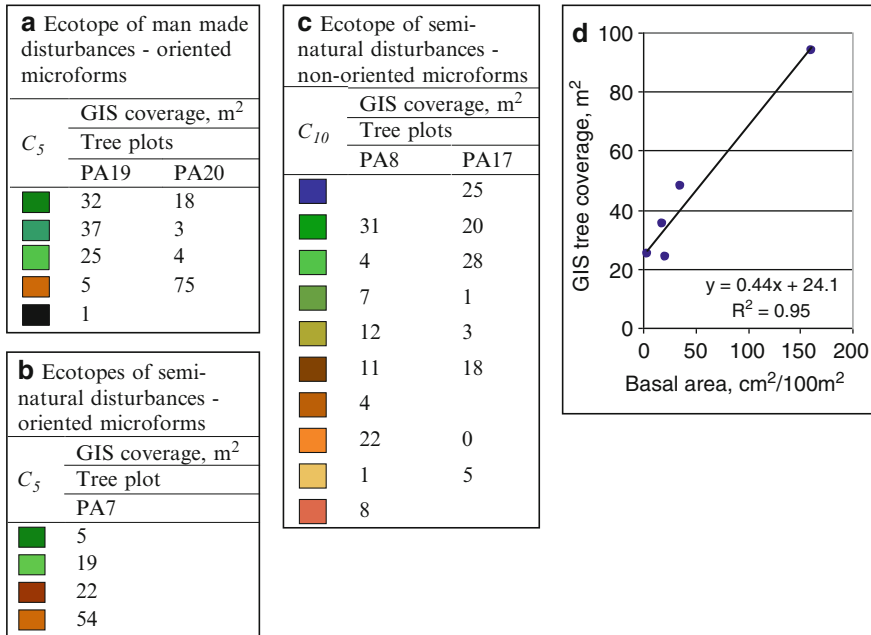 a Ecotope of man made
disturbances - oriented
microforms
GIS coverage, m²
C₅ Tree plots
PA19 PA20
32 18
37 3
25 4
5 75
1
b Ecotopes of semi-
natural disturbances -
oriented microforms
GIS coverage, m²
C₅ Tree plot
PA7
5
19
22
54
c Ecotope of semi-
natural disturbances -
non-oriented microforms
GIS coverage, m²
C₁₀ Tree plots
PA8 PA17
25
31 20
4 28
7 1
12 3
11 18
4
22 0
1 5
8
d
GIS tree coverage, m²
100
80
60
40
20
0
y = 0.44x + 24.1
R² = 0.95
0 50 100 150 200
Basal area, cm²/100m²